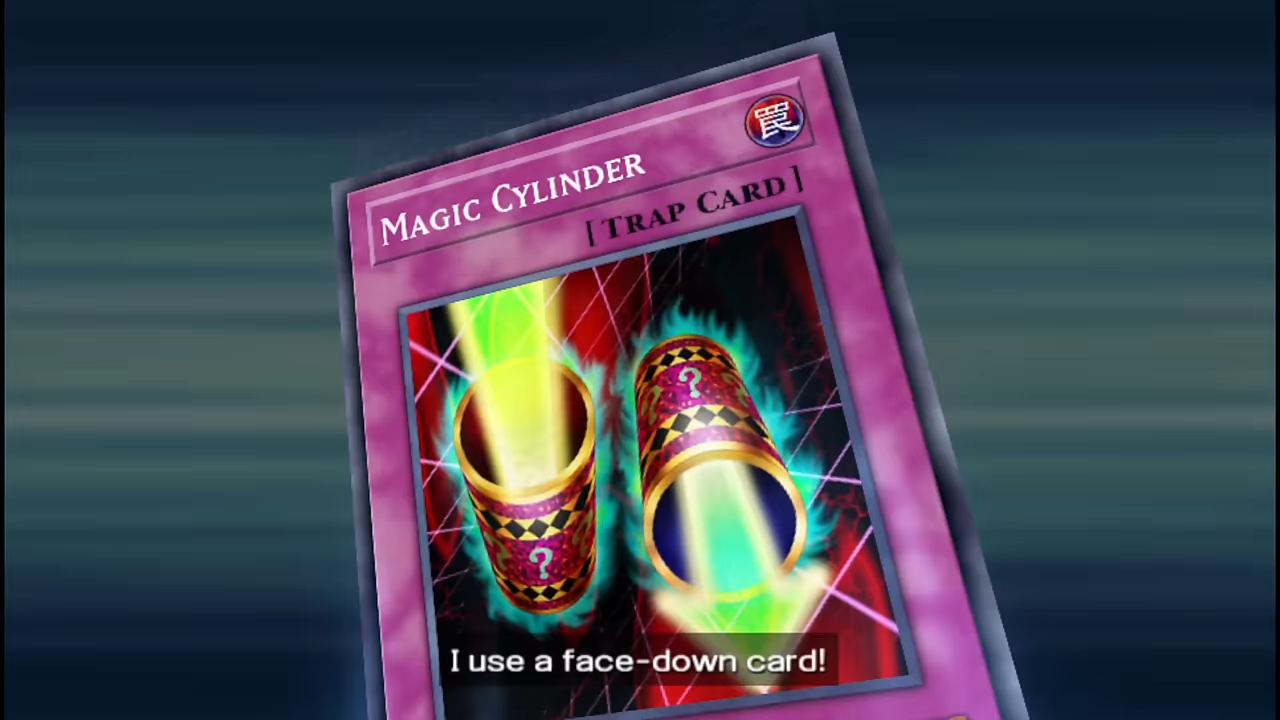 Magic Cylinder
罠
[ Trap Card ]
?
?
I use a face-down card!